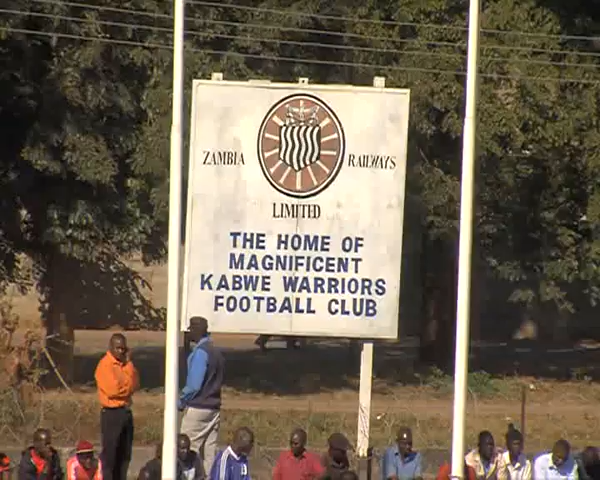 ZAMBIA RAILWAYS
LIMITED
THE HOME OF
MAGNIFICENT
KABWE WARRIORS
FOOTBALL CLUB